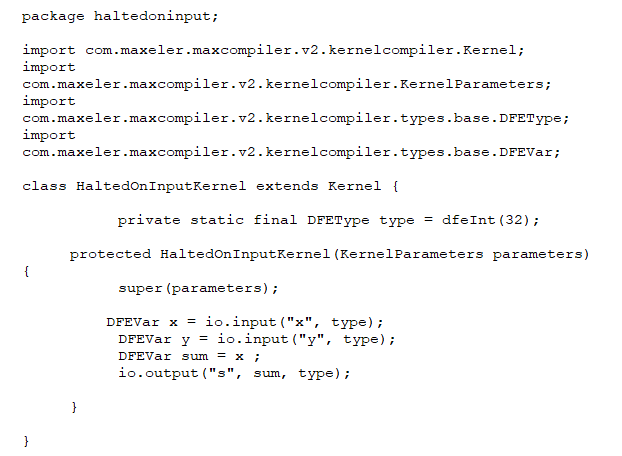 package haltedoninput;
import com.maxeler.maxcompiler.v2.kernelcompiler.Kernel;
import
com.maxeler.maxcompiler.v2.kernelcompiler.KernelParameters;
import
com.maxeler.maxcompiler.v2.kernelcompiler.types.base.DFEType;
import
com.maxeler.maxcompiler.v2.kernelcompiler.types.base.DFEVar;
class HaltedOnInputKernel extends Kernel {
private static final DFEType type = dfeInt(32);
protected HaltedOnInputKernel(KernelParameters parameters)
{
super(parameters);
DFEVar x = io.input("x", type);
DFEVar y = io.input("y", type);
DFEVar sum = x ;
io.output("s", sum, type);
}
}